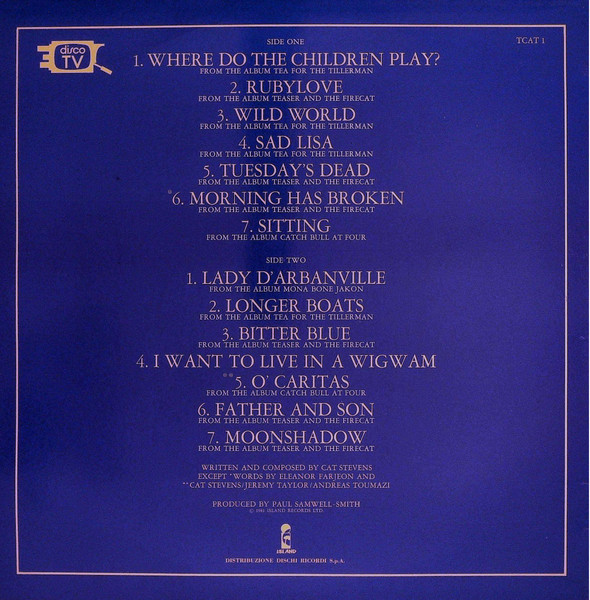 SIDE ONE
TCAT 1
disco
TV
1. WHERE DO THE CHILDREN PLAY?
FROM THE ALBUM TEA FOR THE TILLERMAN
2. RUBYLOVE
FROM THE ALBUM TEASER AND THE FIRECAT
3. WILD WORLD
FROM THE ALBUM TEA FOR THE TILLERMAN
4. SAD LISA
FROM THE ALBUM TEA FOR THE TILLERMAN
5. TUESDAY'S DEAD
FROM THE ALBUM TEASER AND THE FIRECAT
*6. MORNING HAS BROKEN
FROM THE ALBUM TEASER AND THE FIRECAT
7. SITTING
FROM THE ALBUM CATCH BULL AT FOUR
SIDE TWO
1. LADY D'ARBANVILLE
FROM THE ALBUM MONA BONE JAKON
2. LONGER BOATS
FROM THE ALBUM TEA FOR THE TILLERMAN
3. BITTER BLUE
FROM THE ALBUM TEASER AND THE FIRECAT
4. I WANT TO LIVE IN A WIGWAM
**5. O' CARITAS
FROM THE ALBUM CATCH BULL AT FOUR
6. FATHER AND SON
FROM THE ALBUM TEASER AND THE FIRECAT
7. MOONSHADOW
FROM THE ALBUM TEASER AND THE FIRECAT
WRITTEN AND COMPOSED BY CAT STEVENS
EXCEPT *WORDS BY ELEANOR FARJEON AND
**CAT STEVENS/JEREMY TAYLOR/ANDREAS TOUMAZI
PRODUCED BY PAUL SAMWELL-SMITH
© 1981 ISLAND RECORDS LTD.
ISLAND
DISTRIBUZIONE DISCHI RICORDI S.p.A.